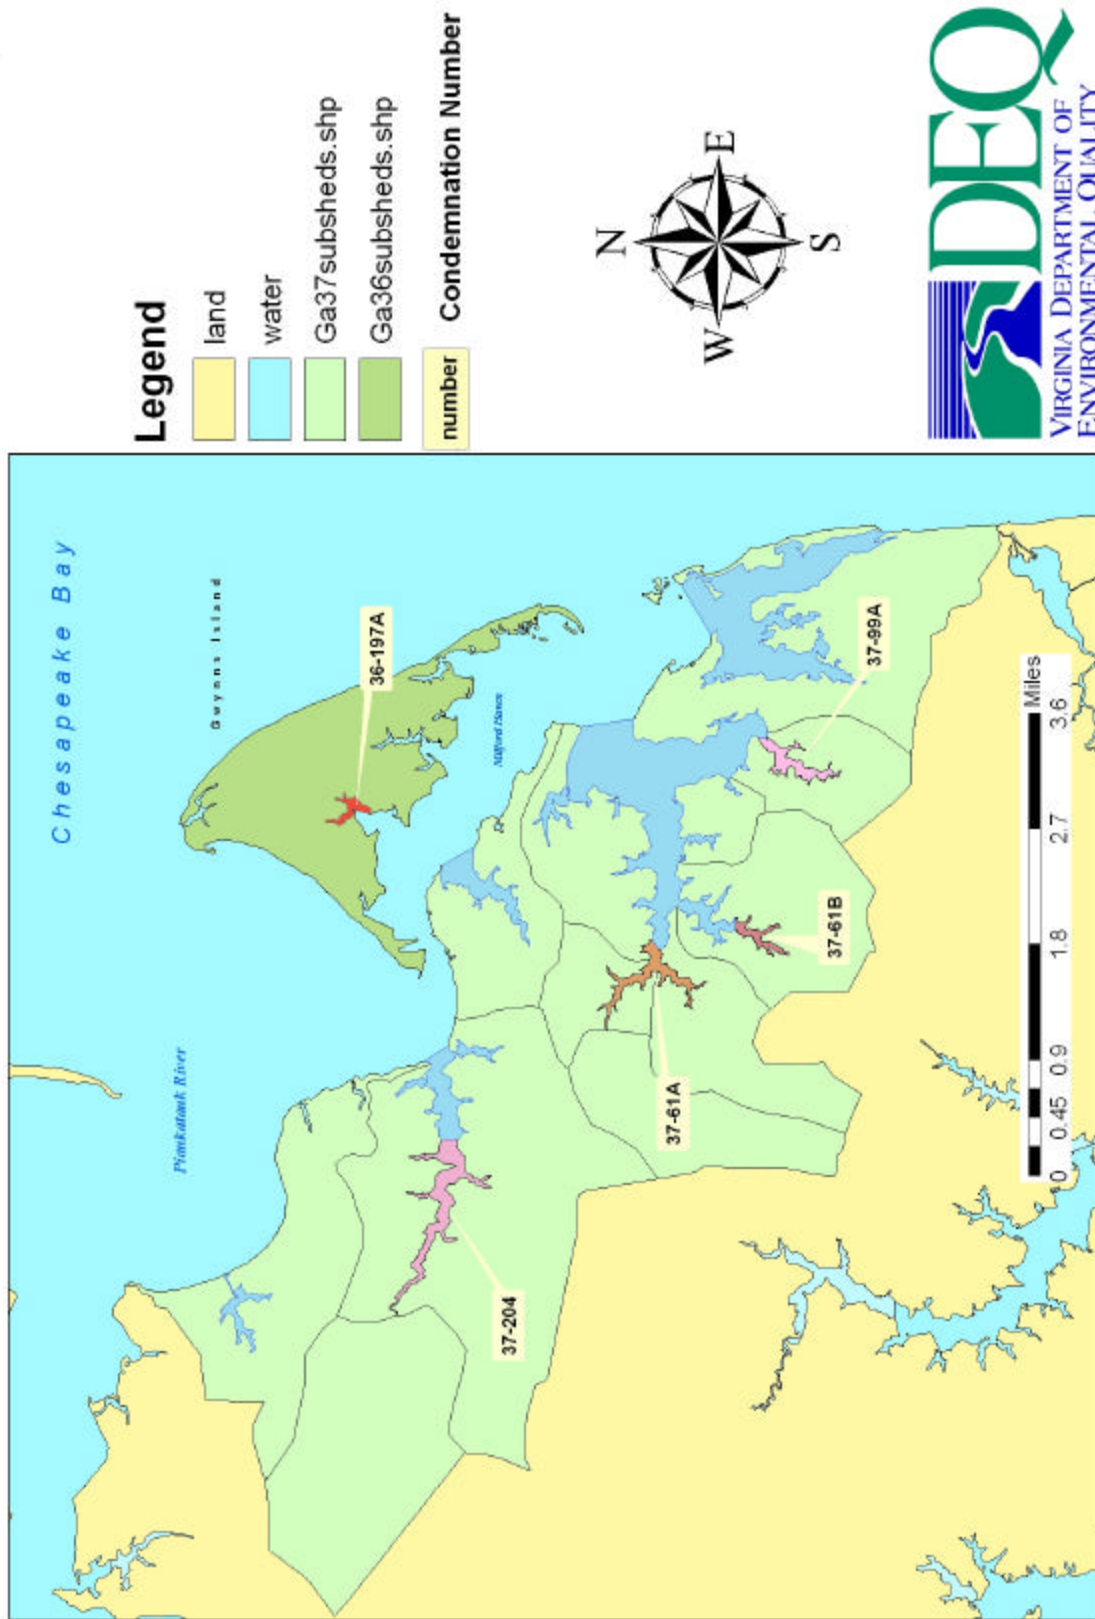 Legend
land
water
Ga37subsheds.shp
Ga36subsheds.shp
number
Condemnation Number
Chesapeake Bay
Gwynns Island
36-197A
Piankatank River
Milford Haven
37-204
37-61A
37-61B
37-99A
N
W
E
S
0 0.45 0.9 1.8 2.7 3.6
Miles
DEQ
VIRGINIA DEPARTMENT OF
ENVIRONMENTAL QUALITY